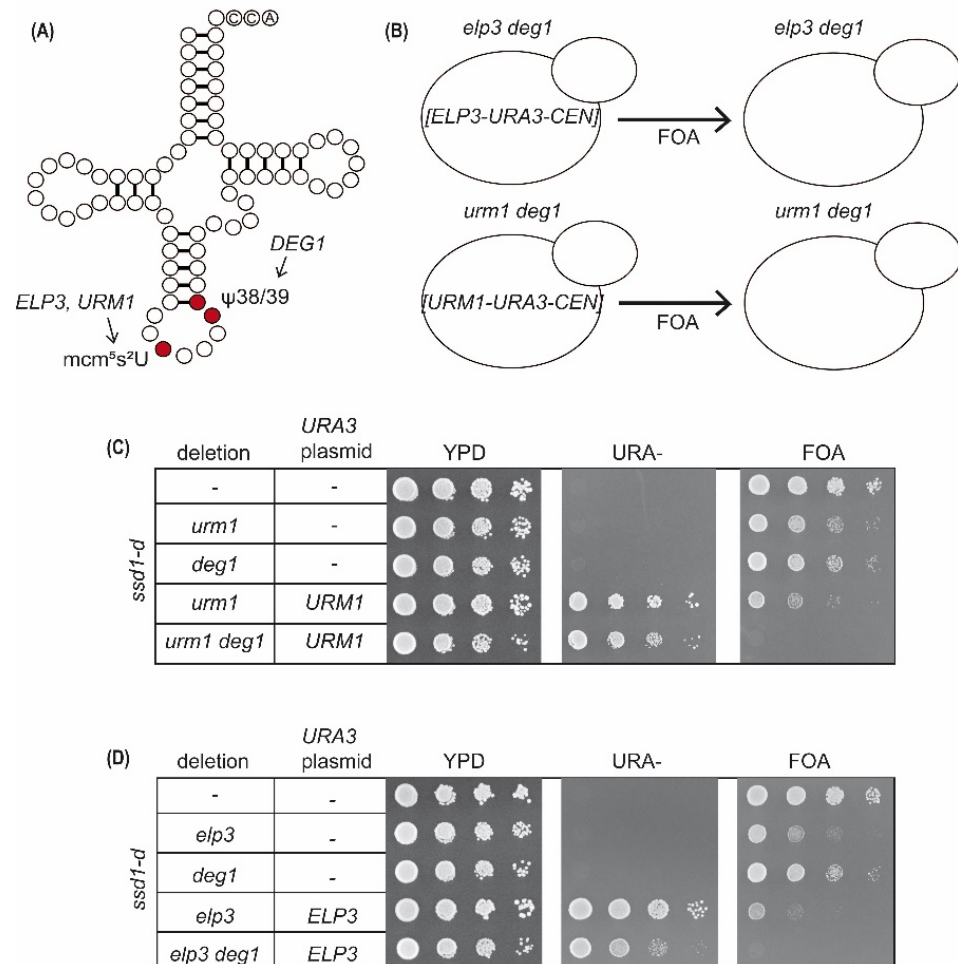 (A)
CCA
DEG1
ψ38/39
ELP3, URM1
mcm⁵s²U
(B)
elp3 deg1
elp3 deg1
[ELP3-URA3-CEN]
FOA
urm1 deg1
urm1 deg1
[URM1-URA3-CEN]
FOA
(C)
deletion URA3 plasmid YPD URA- FOA
ssd1-d
- -
urm1 -
deg1 -
urm1 URM1
urm1 deg1 URM1
(D)
deletion URA3 plasmid YPD URA- FOA
ssd1-d
- -
elp3 -
deg1 -
elp3 ELP3
elp3 deg1 ELP3